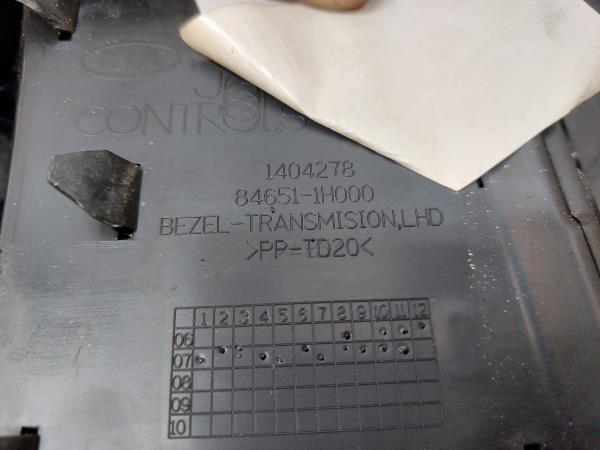 KIA
CONTROLS
1404278
84651-1H000
BEZEL-TRANSMISION,LHD
>PP-TD20<
1 2 3 4 5 6 7 8 9 10 11 12
06
07
08
09
10